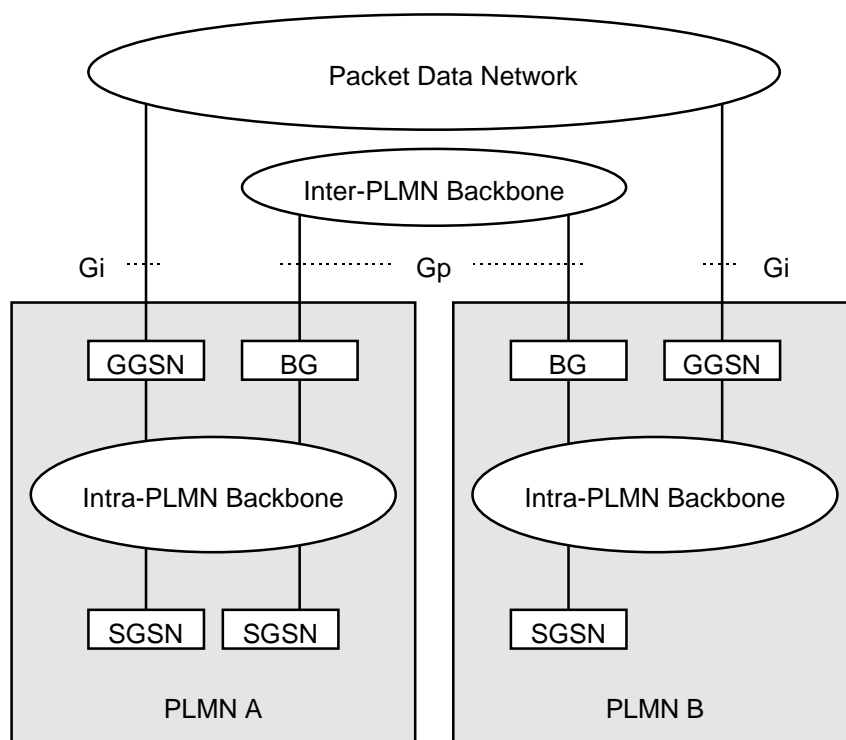 Packet Data Network
Inter-PLMN Backbone
Gi
Gp
Gi
GGSN
BG
BG
GGSN
Intra-PLMN Backbone
Intra-PLMN Backbone
SGSN
SGSN
SGSN
PLMN A
PLMN B